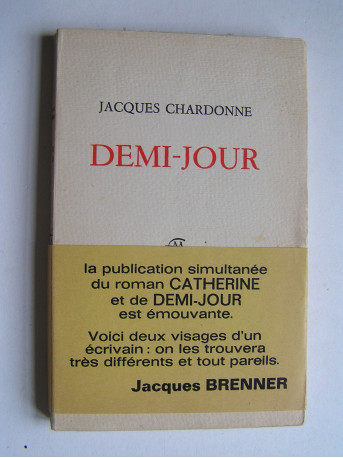 JACQUES CHARDONNE
DEMI-JOUR
la publication simultanée
du roman CATHERINE
et de DEMI-JOUR
est émouvante.
Voici deux visages d'un
écrivain : on les trouvera
très différents et tout pareils.
Jacques BRENNER